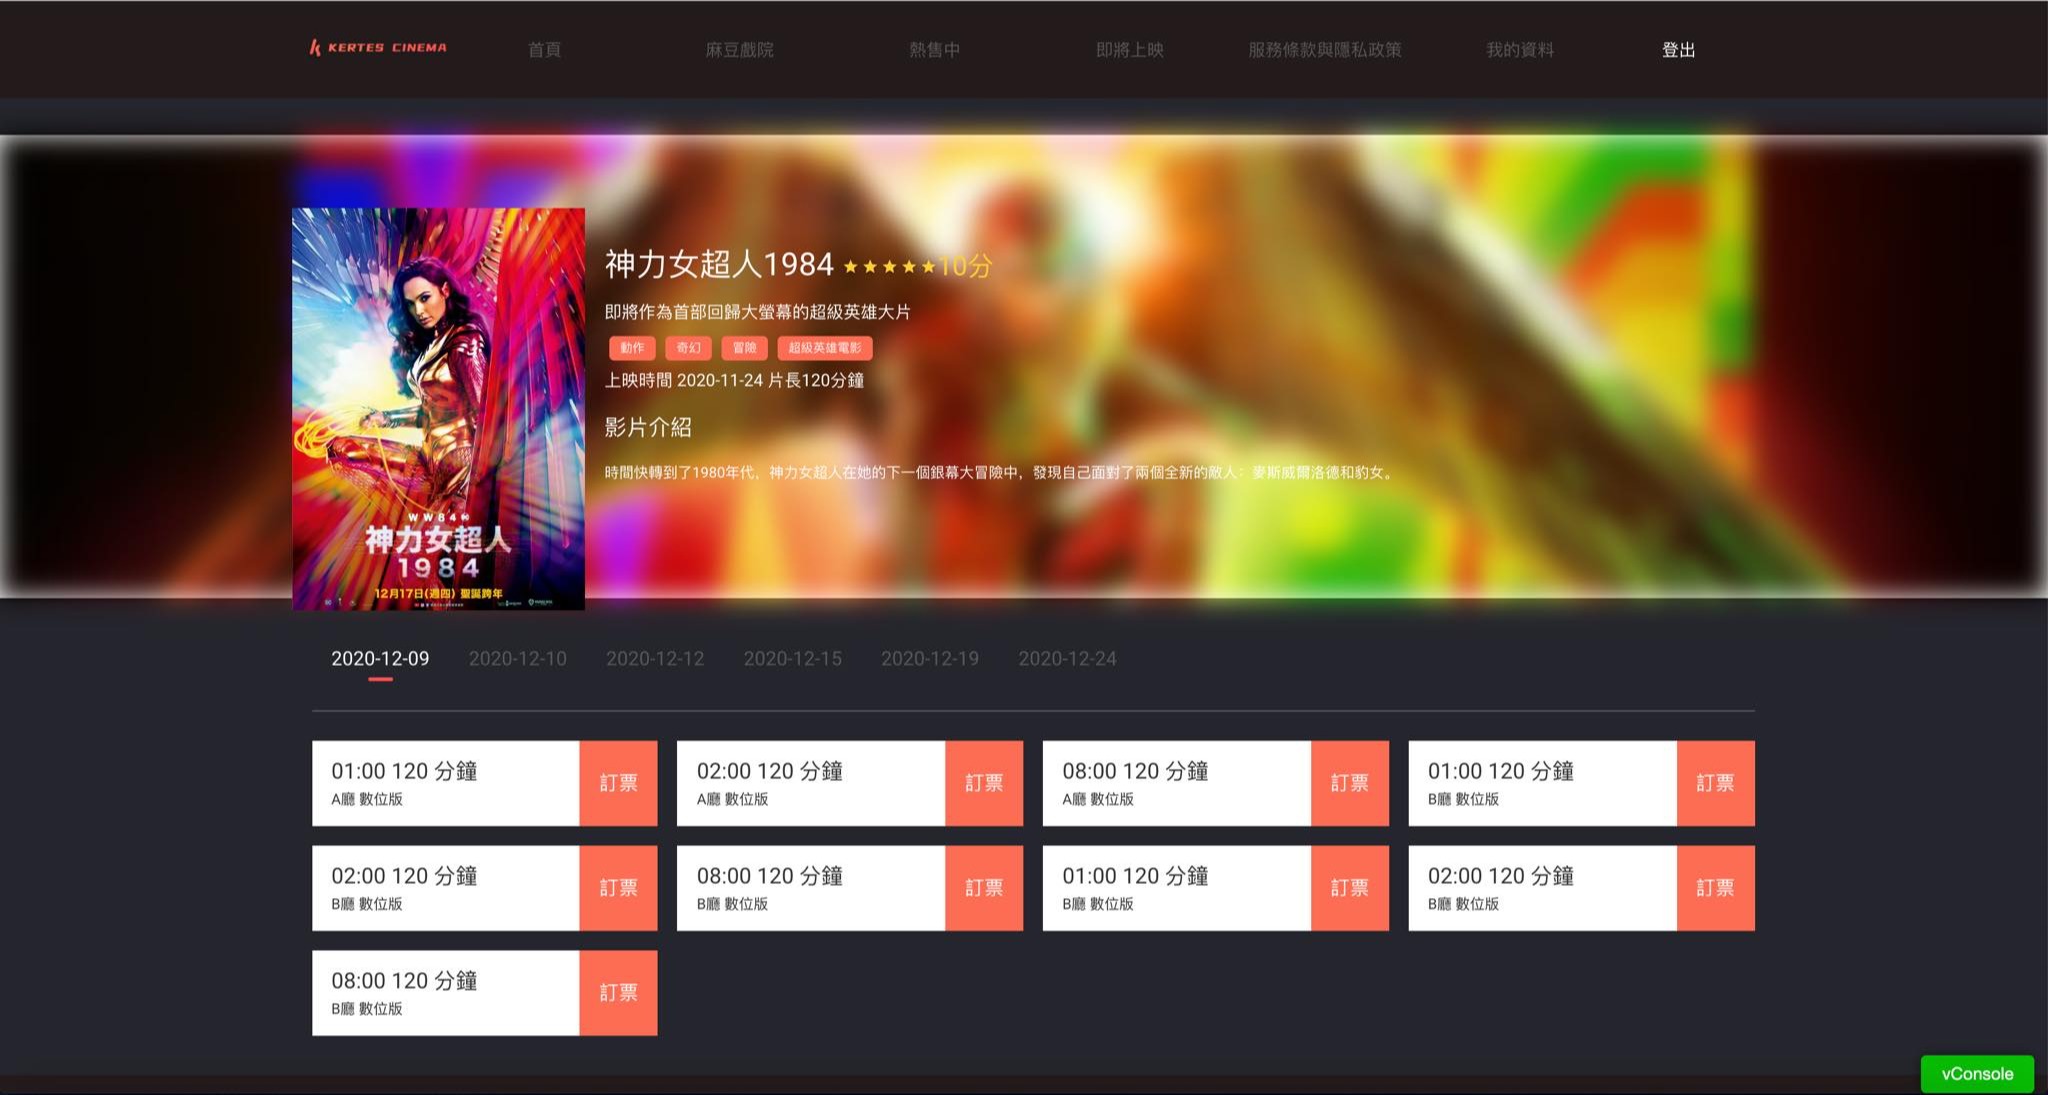 KERTES CINEMA
首頁
麻豆戲院
熱售中
即將上映
服務條款與隱私政策
我的資料
登出
神力女超人1984 ★★★★★10分
即將作為首部回歸大螢幕的超級英雄大片
動作 奇幻 冒險 超級英雄電影
上映時間 2020-11-24 片長120分鐘
影片介紹
時間快轉到了1980年代，神力女超人在她的下一個銀幕大冒險中，發現自己面對了兩個全新的敵人：麥斯威爾洛德和豹女。
WW84
神力女超人
1984
12月17日(週四) 聖誕跨年
2020-12-09
2020-12-10
2020-12-12
2020-12-15
2020-12-19
2020-12-24
01:00 120 分鐘
A廳 數位版
訂票
02:00 120 分鐘
A廳 數位版
訂票
08:00 120 分鐘
A廳 數位版
訂票
01:00 120 分鐘
B廳 數位版
訂票
02:00 120 分鐘
B廳 數位版
訂票
08:00 120 分鐘
B廳 數位版
訂票
01:00 120 分鐘
B廳 數位版
訂票
02:00 120 分鐘
B廳 數位版
訂票
08:00 120 分鐘
B廳 數位版
訂票
vConsole